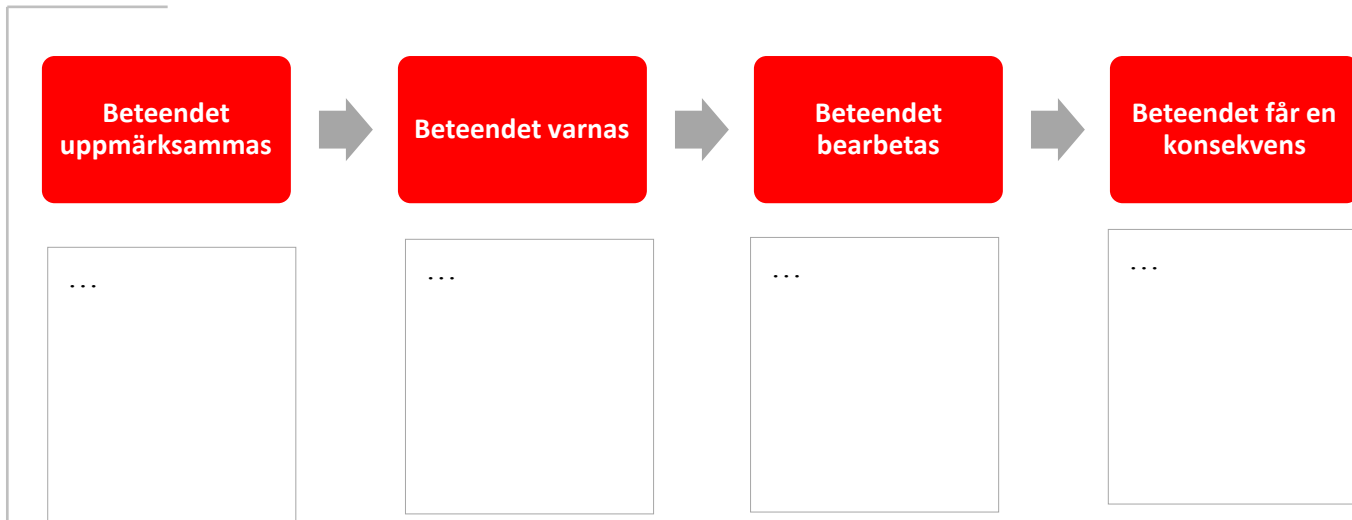 Beteendet
uppmärksammas
Beteendet varnas
Beteendet
bearbetas
Beteendet får en
konsekvens
...
...
...
...